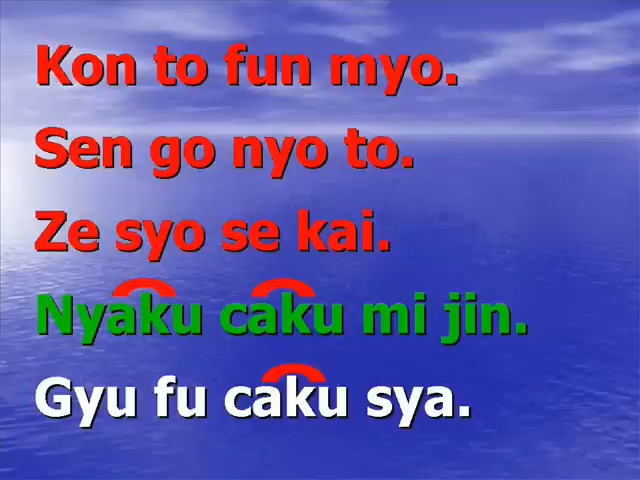 Kon to fun myo.
Sen go nyo to.
Ze syo se kai.
Nyaku caku mi jin.
Gyu fu caku sya.